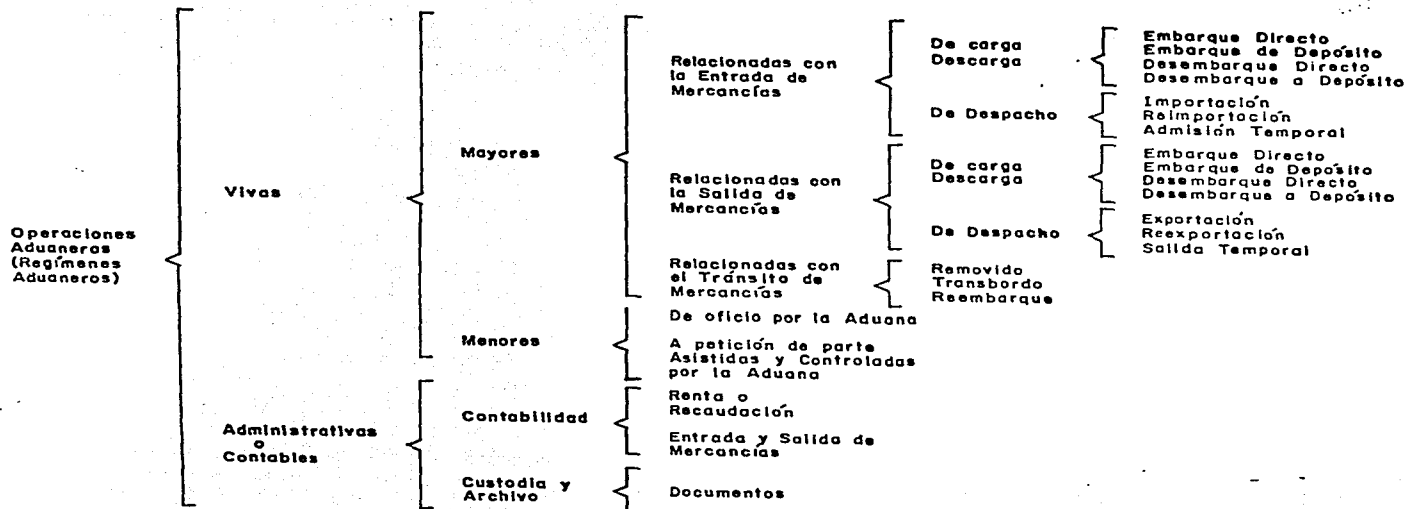 Operaciones
Aduaneras
(Regímenes
Aduaneros)
Vivas
Mayores
Relacionadas con
la Entrada de
Mercancías
De carga
Descarga
Embarque Directo
Embarque de Depósito
Desembarque Directo
Desembarque a Depósito
De Despacho
Importación
Reimportación
Admisión Temporal
Relacionadas con
la Salida de
Mercancías
De carga
Descarga
Embarque Directo
Embarque de Depósito
Desembarque Directo
Desembarque a Depósito
De Despacho
Exportación
Reexportación
Salida Temporal
Relacionadas con
el Tránsito de
Mercancías
Removido
Transbordo
Reembarque
Menores
De oficio por la Aduana
A petición de parte
Asistidas y Controladas
por la Aduana
Administrativas
o
Contables
Contabilidad
Renta o
Recaudación
Entrada y Salida de
Mercancías
Custodia y
Archivo
Documentos